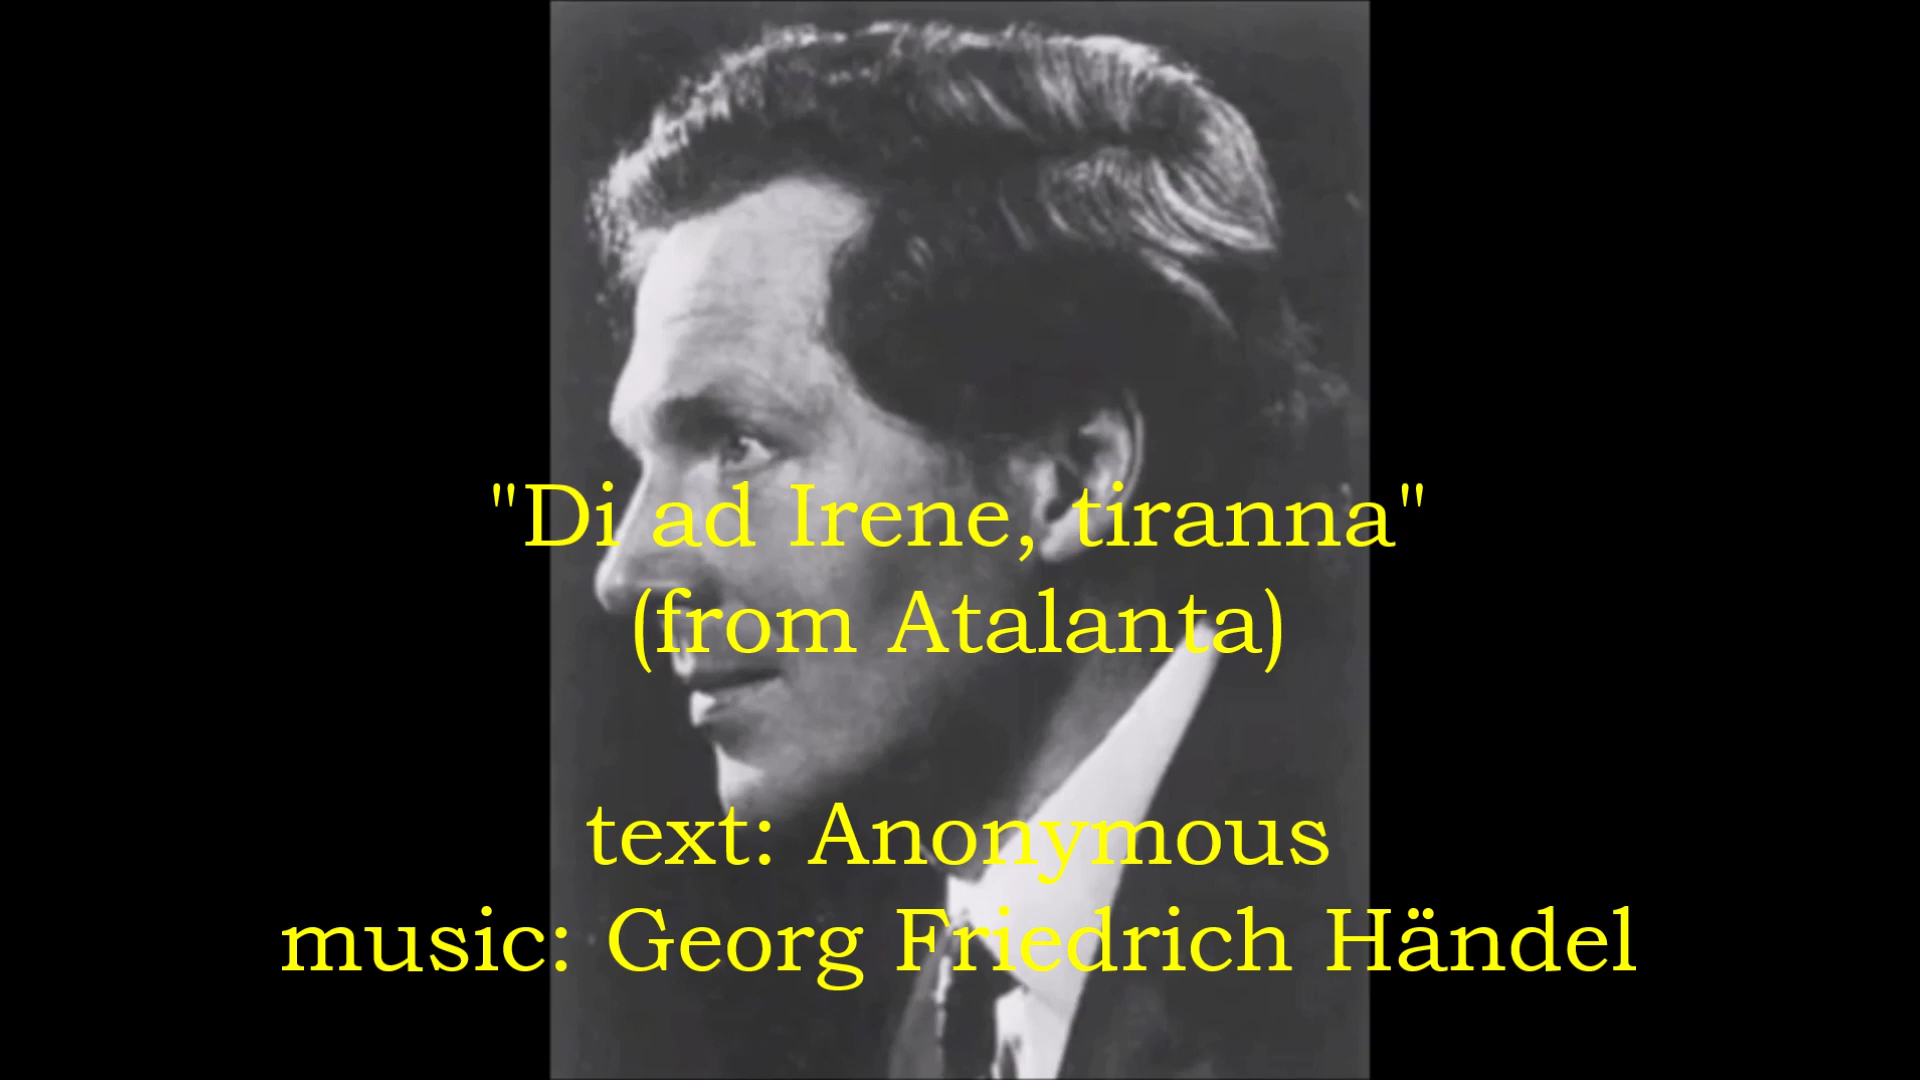 "Di ad Irene, tiranna"
(from Atalanta)
text: Anonymous
music: Georg Friedrich Händel